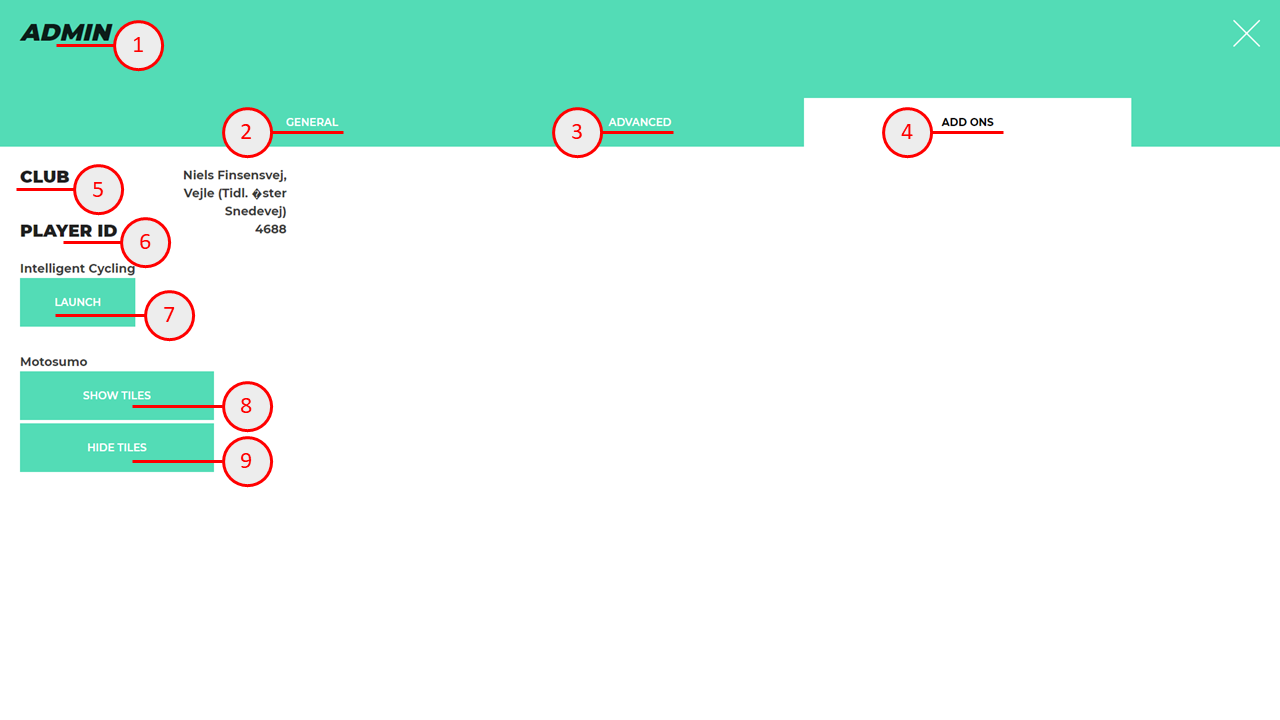 ADMIN
1
2
GENERAL
3
ADVANCED
4
ADD ONS
CLUB
5
Niels Finsensvej,
Vejle (Tidl. �ster
Snedevej)
PLAYER ID
6
4688
Intelligent Cycling
LAUNCH
7
Motosumo
SHOW TILES
8
HIDE TILES
9